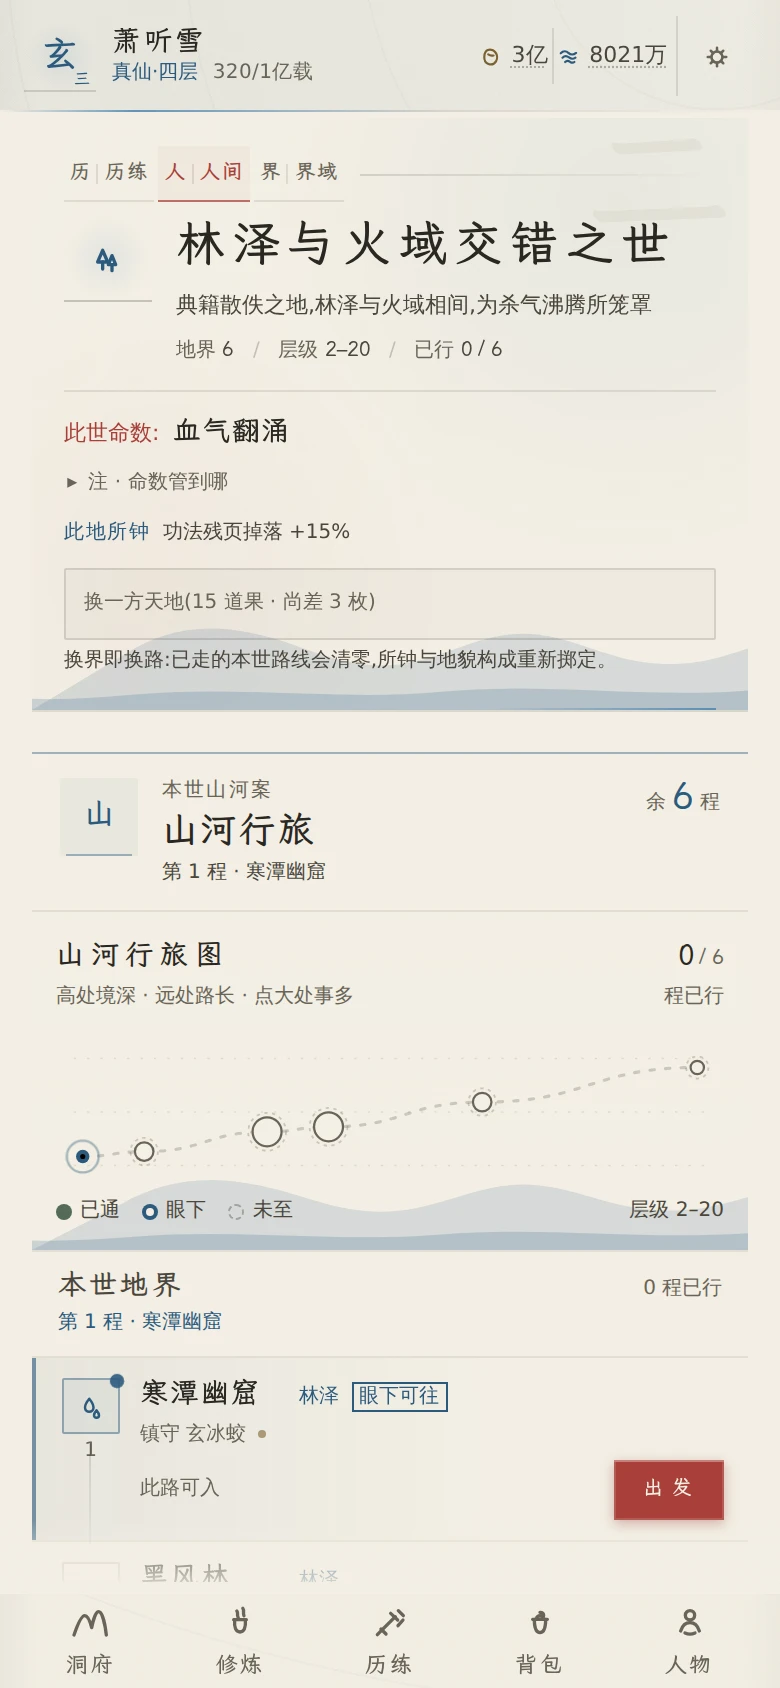 玄 三
萧听雪
真仙·四层 320/1亿载
3亿 8021万
历 历练 人 人间 界 界域
林泽与火域交错之世
典籍散佚之地,林泽与火域相间,为杀气沸腾所笼罩
地界 6 / 层级 2–20 / 已行 0 / 6
此世命数: 血气翻涌
▸ 注 · 命数管到哪
此地所钟 功法残页掉落 +15%
换一方天地(15 道果 · 尚差 3 枚)
换界即换路:已走的本世路线会清零,所钟与地貌构成重新掷定。
山
本世山河案
山河行旅
第 1 程 · 寒潭幽窟
余 6 程
山河行旅图
0 / 6
高处境深 · 远处路长 · 点大处事多
程已行
已通 眼下 未至
层级 2–20
本世地界
0 程已行
第 1 程 · 寒潭幽窟
1
寒潭幽窟 林泽 眼下可往
镇守 玄冰蛟
此路可入
出发
黑风林 林泽
洞府 修炼 历练 背包 人物